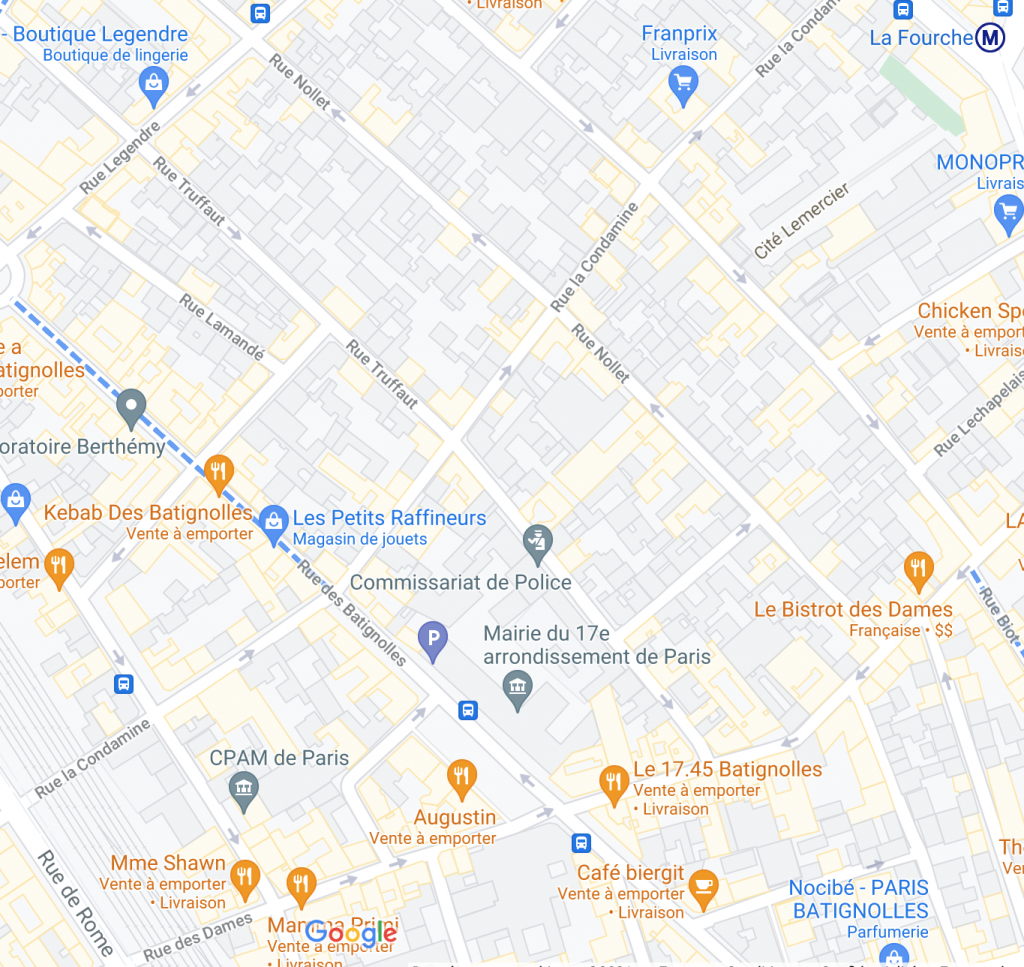 • Livraison
- Boutique Legendre
Boutique de lingerie
Franprix
Livraison
La Fourche
M
Rue la Condamine
Rue Nollet
Rue Legendre
Rue Truffaut
MONOPR
Livrais
Cité Lemercier
Rue la Condamine
Rue Lamandé
Rue Nollet
Chicken Sp
Vente à emport
• Livrais
e a
atignolles
porter
Rue Truffaut
Rue Lechapelais
oratoire Berthémy
Kebab Des Batignolles
Vente à emporter
Les Petits Raffineurs
Magasin de jouets
LA
V
elem
porter
Commissariat de Police
Rue des Batignolles
Le Bistrot des Dames
Française • $$
Rue Biot
P
Mairie du 17e
arrondissement de Paris
Rue la Condamine
CPAM de Paris
Le 17.45 Batignolles
Vente à emporter
• Livraison
Augustin
Vente à emporter
Mme Shawn
Vente à emporter
• Livraison
Café biergit
Vente à emporter
• Livraison
Th
Ve
Nocibé - PARIS
BATIGNOLLES
Parfumerie
Rue de Rome
Rue des Dames
Google
Vente à emporter
• Livraison